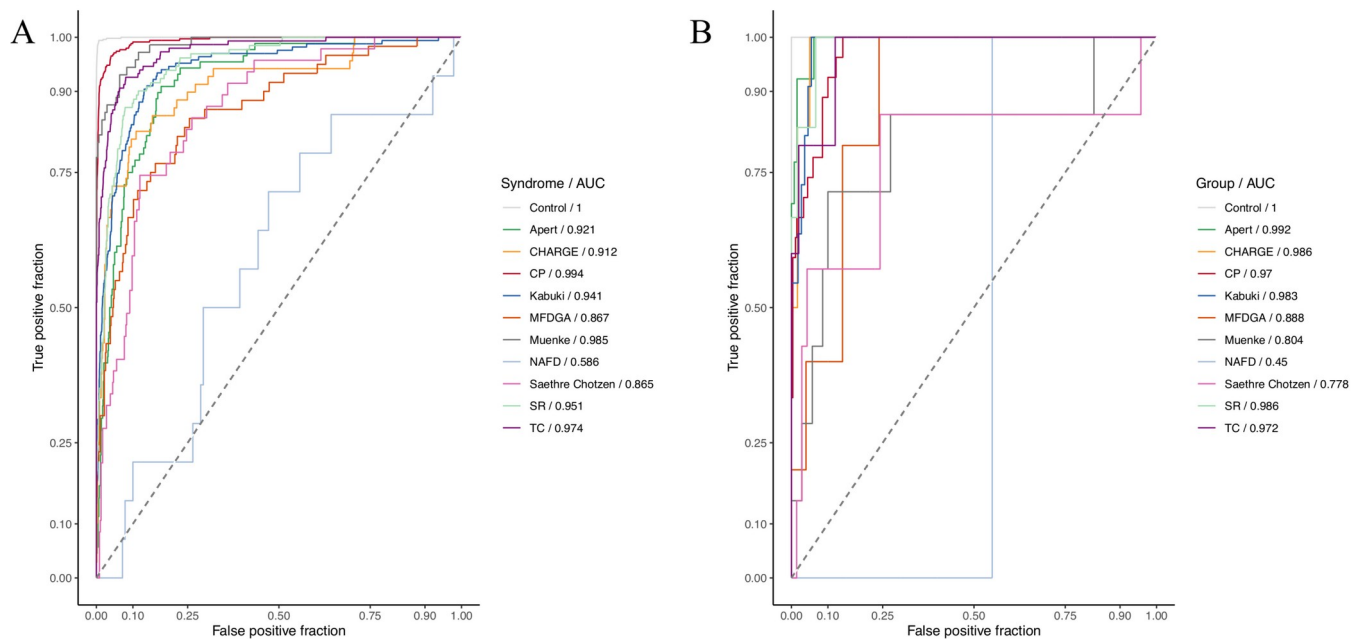 A
True positive fraction
1.00
0.90
0.75
0.50
0.25
0.10
0.00
0.00
0.10
0.25
0.50
0.75
0.90
1.00
False positive fraction
Syndrome / AUC
Control / 1
Apert / 0.921
CHARGE / 0.912
CP / 0.994
Kabuki / 0.941
MFDGA / 0.867
Muenke / 0.985
NAFD / 0.586
Saethre Chotzen / 0.865
SR / 0.951
TC / 0.974
B
True positive fraction
1.00
0.90
0.75
0.50
0.25
0.10
0.00
0.00
0.10
0.25
0.50
0.75
0.90
1.00
False positive fraction
Group / AUC
Control / 1
Apert / 0.992
CHARGE / 0.986
CP / 0.97
Kabuki / 0.983
MFDGA / 0.888
Muenke / 0.804
NAFD / 0.45
Saethre Chotzen / 0.778
SR / 0.986
TC / 0.972